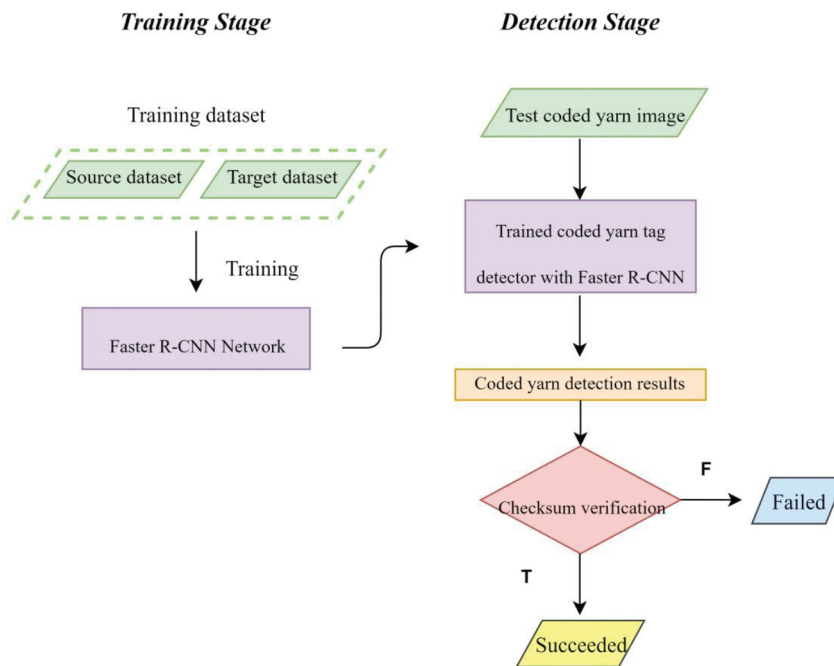 Training Stage
Training dataset
Source dataset
Target dataset
Training
Faster R-CNN Network
Detection Stage
Test coded yarn image
Trained coded yarn tag
detector with Faster R-CNN
Coded yarn detection results
Checksum verification
F
Failed
T
Succeeded